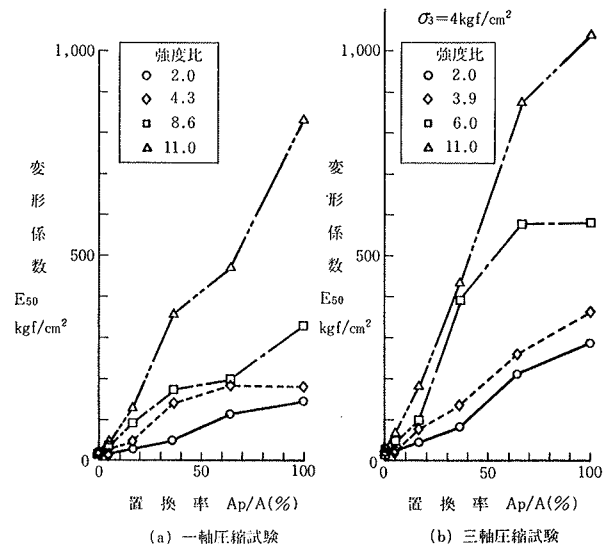 1,000
強度比
2.0
4.3
8.6
11.0
変形係数
E50
kgf/cm²
500
0
0
50
100
置換率 Ap/A(%)
(a) 一軸圧縮試験
σ3=4kgf/cm²
1,000
強度比
2.0
3.9
6.0
11.0
変形係数
E50
kgf/cm²
500
0
0
50
100
置換率 Ap/A(%)
(b) 三軸圧縮試験